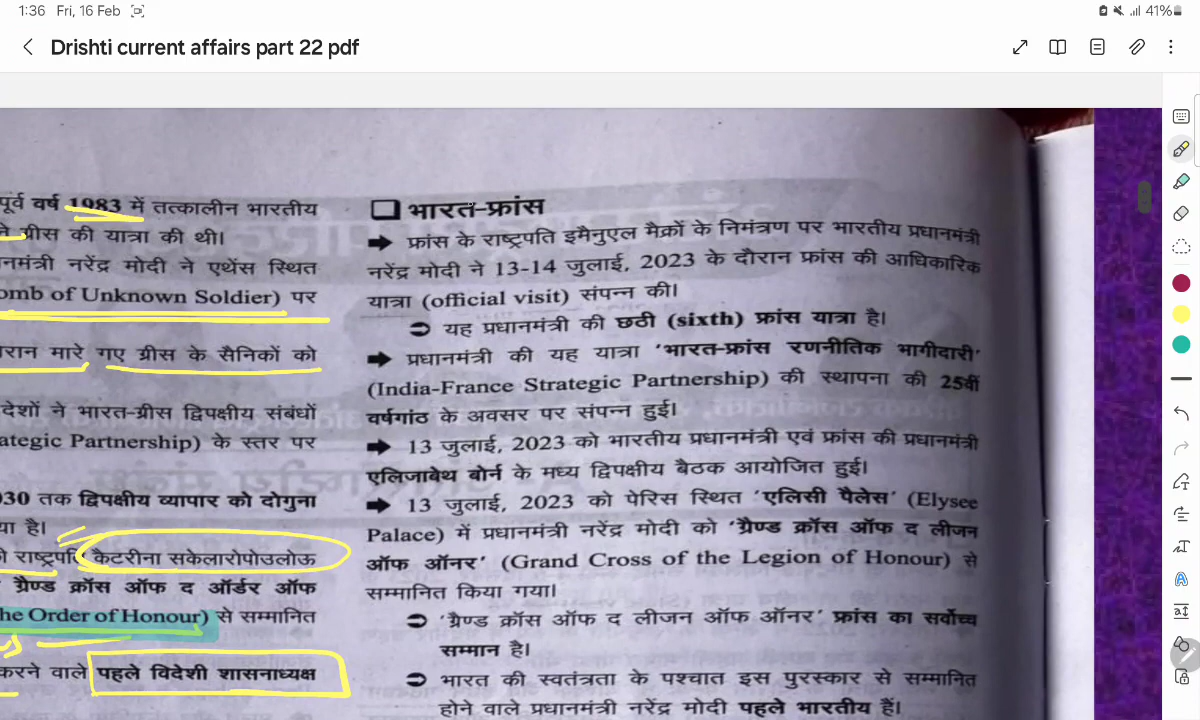 1:36 Fri, 16 Feb
41%
Drishti current affairs part 22 pdf
पूर्व वर्ष 1983 में तत्कालीन भारतीय
ने ग्रीस की यात्रा की थी।
नरेंद्र मोदी ने एथेंस स्थित
of Unknown Soldier) पर
मारे गए ग्रीस के सैनिकों को
देशों ने भारत-ग्रीस द्विपक्षीय संबंधों
Partnership) के स्तर पर
तक द्विपक्षीय व्यापार को दोगुना
है।
राष्ट्रपति कैटरीना सकेलारोपोउलोऊ
ग्रैण्ड क्रॉस ऑफ द ऑर्डर ऑफ
Order of Honour) से सम्मानित
करने वाले पहले विदेशी शासनाध्यक्ष
भारत-फ्रांस
फ्रांस के राष्ट्रपति इमैनुएल मैक्रों के निमंत्रण पर भारतीय प्रधानमंत्री
नरेंद्र मोदी ने 13-14 जुलाई, 2023 के दौरान फ्रांस की आधिकारिक
यात्रा (official visit) संपन्न की।
यह प्रधानमंत्री की छठी (sixth) फ्रांस यात्रा है।
प्रधानमंत्री की यह यात्रा 'भारत-फ्रांस रणनीतिक भागीदारी'
(India-France Strategic Partnership) की स्थापना की 25वीं
वर्षगांठ के अवसर पर संपन्न हुई।
13 जुलाई, 2023 को भारतीय प्रधानमंत्री एवं फ्रांस की प्रधानमंत्री
एलिजाबेथ बोर्न के मध्य द्विपक्षीय बैठक आयोजित हुई।
13 जुलाई, 2023 को पेरिस स्थित 'एलिसी पैलेस' (Elysee
Palace) में प्रधानमंत्री नरेंद्र मोदी को 'ग्रैण्ड क्रॉस ऑफ द लीजन
ऑफ ऑनर' (Grand Cross of the Legion of Honour) से
सम्मानित किया गया।
'ग्रैण्ड क्रॉस ऑफ द लीजन ऑफ ऑनर' फ्रांस का सर्वोच्च
सम्मान है।
भारत की स्वतंत्रता के पश्चात इस पुरस्कार से सम्मानित
होने वाले प्रधानमंत्री नरेंद्र मोदी पहले भारतीय हैं।